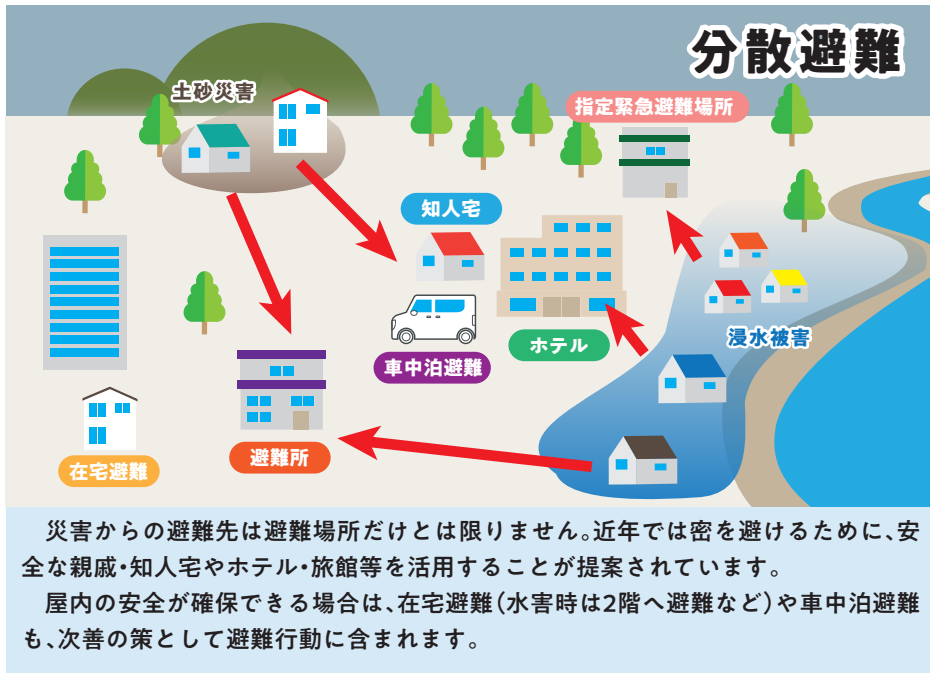 分散避難
土砂災害
指定緊急避難場所
知人宅
浸水被害
ホテル
車中泊避難
避難所
在宅避難
災害からの避難先は避難場所だけとは限りません。近年では密を避けるために、安
全な親戚・知人宅やホテル・旅館等を活用することが提案されています。
屋内の安全が確保できる場合は、在宅避難（水害時は2階へ避難など）や車中泊避難
も、次善の策として避難行動に含まれます。